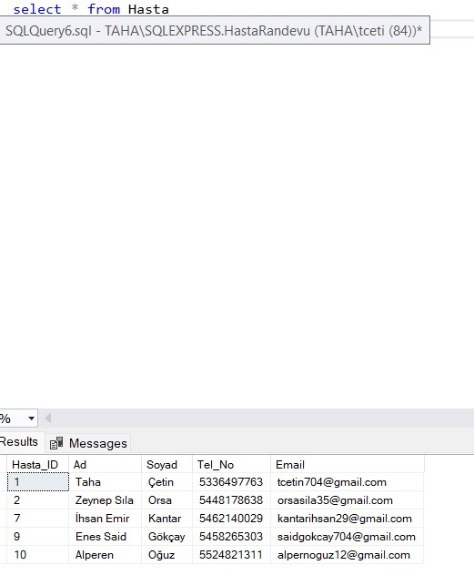 select * from Hasta
SQLQuery6.sql - TAHA\SQLEXPRESS.HastaRandevu (TAHA\tceti (84))*
%
Results Messages
Hasta_ID Ad Soyad Tel_No Email
1 Taha Çetin 5336497763 tcetin704@gmail.com
2 Zeynep Sıla Orsa 5448178638 orsasila35@gmail.com
7 İhsan Emir Kantar 5462140029 kantarihsan29@gmail.com
9 Enes Said Gökçay 5458265303 saidgokcay704@gmail.com
10 Alperen Oğuz 5524821311 alpernoguz12@gmail.com